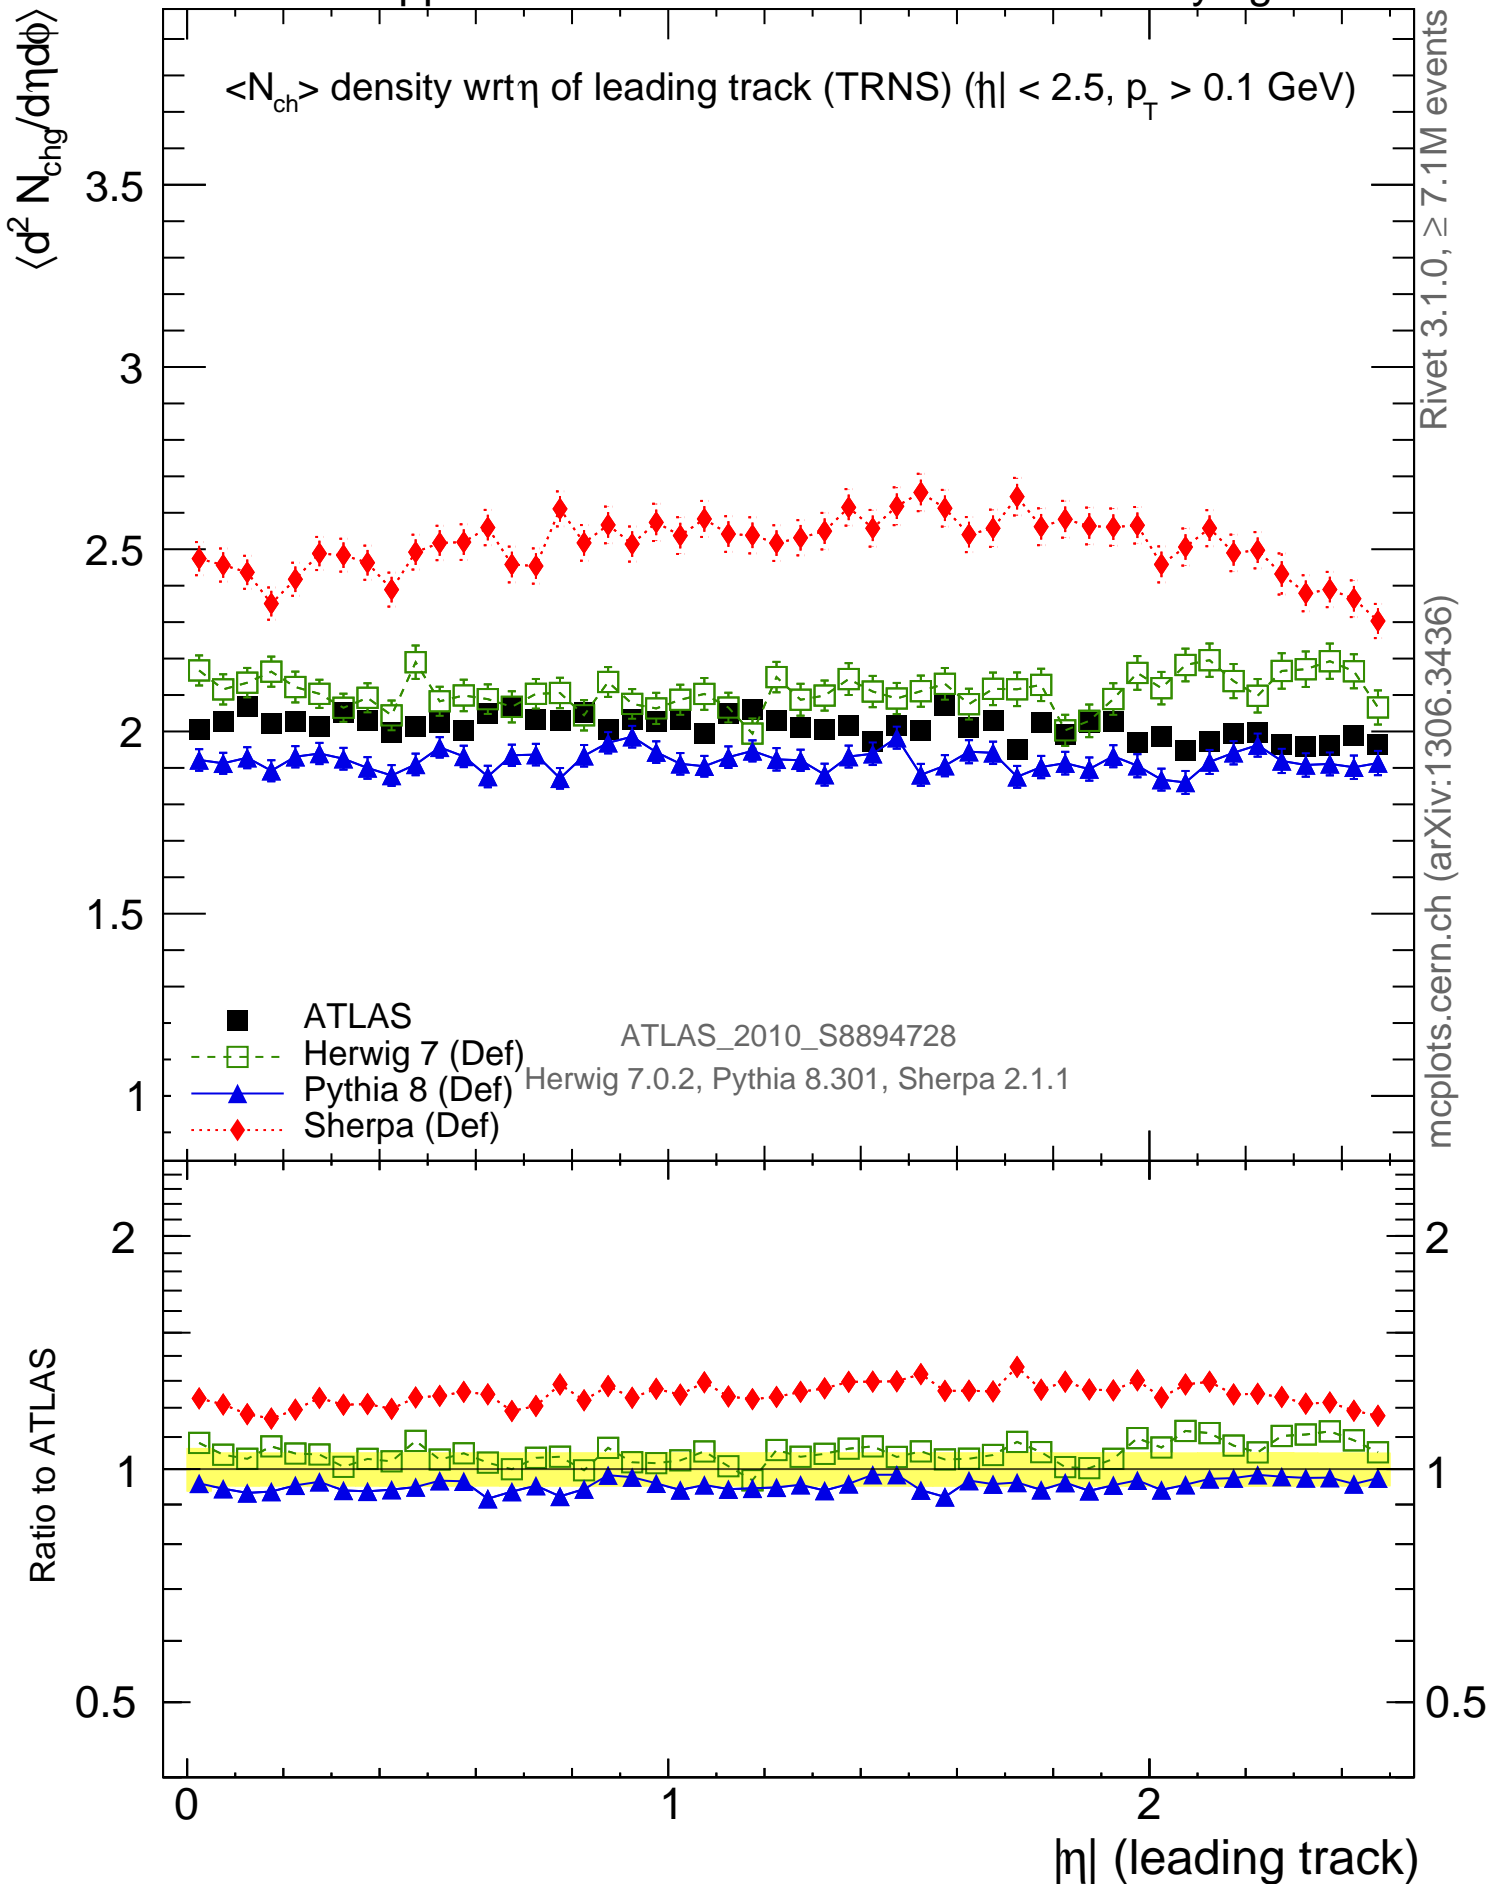 <N_ch> density wrt η of leading track (TRNS) (|η| < 2.5, p_T > 0.1 GeV)
⟨d² N_chg/dηdϕ⟩
3.5
3
2.5
2
1.5
1
ATLAS
Herwig 7 (Def)
Pythia 8 (Def)
Sherpa (Def)
ATLAS_2010_S8894728
Herwig 7.0.2, Pythia 8.301, Sherpa 2.1.1
Rivet 3.1.0, ≥ 7.1M events
mcplots.cern.ch (arXiv:1306.3436)
Ratio to ATLAS
2
1
0.5
2
1
0.5
0
1
2
|η| (leading track)